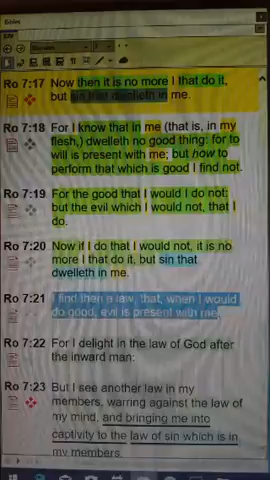 Bibles
KJV
Ro 7:17 Now then it is no more I that do it,
but sin that dwelleth in me.
Ro 7:18 For I know that in me (that is, in my
flesh,) dwelleth no good thing: for to
will is present with me; but how to
perform that which is good I find not.
Ro 7:19 For the good that I would I do not:
but the evil which I would not, that I
do.
Ro 7:20 Now if I do that I would not, it is no
more I that do it, but sin that
dwelleth in me.
Ro 7:21 I find then a law, that, when I would
do good, evil is present with me.
Ro 7:22 For I delight in the law of God after
the inward man:
Ro 7:23 But I see another law in my
members, warring against the law of
my mind, and bringing me into
captivity to the law of sin which is in
my members.